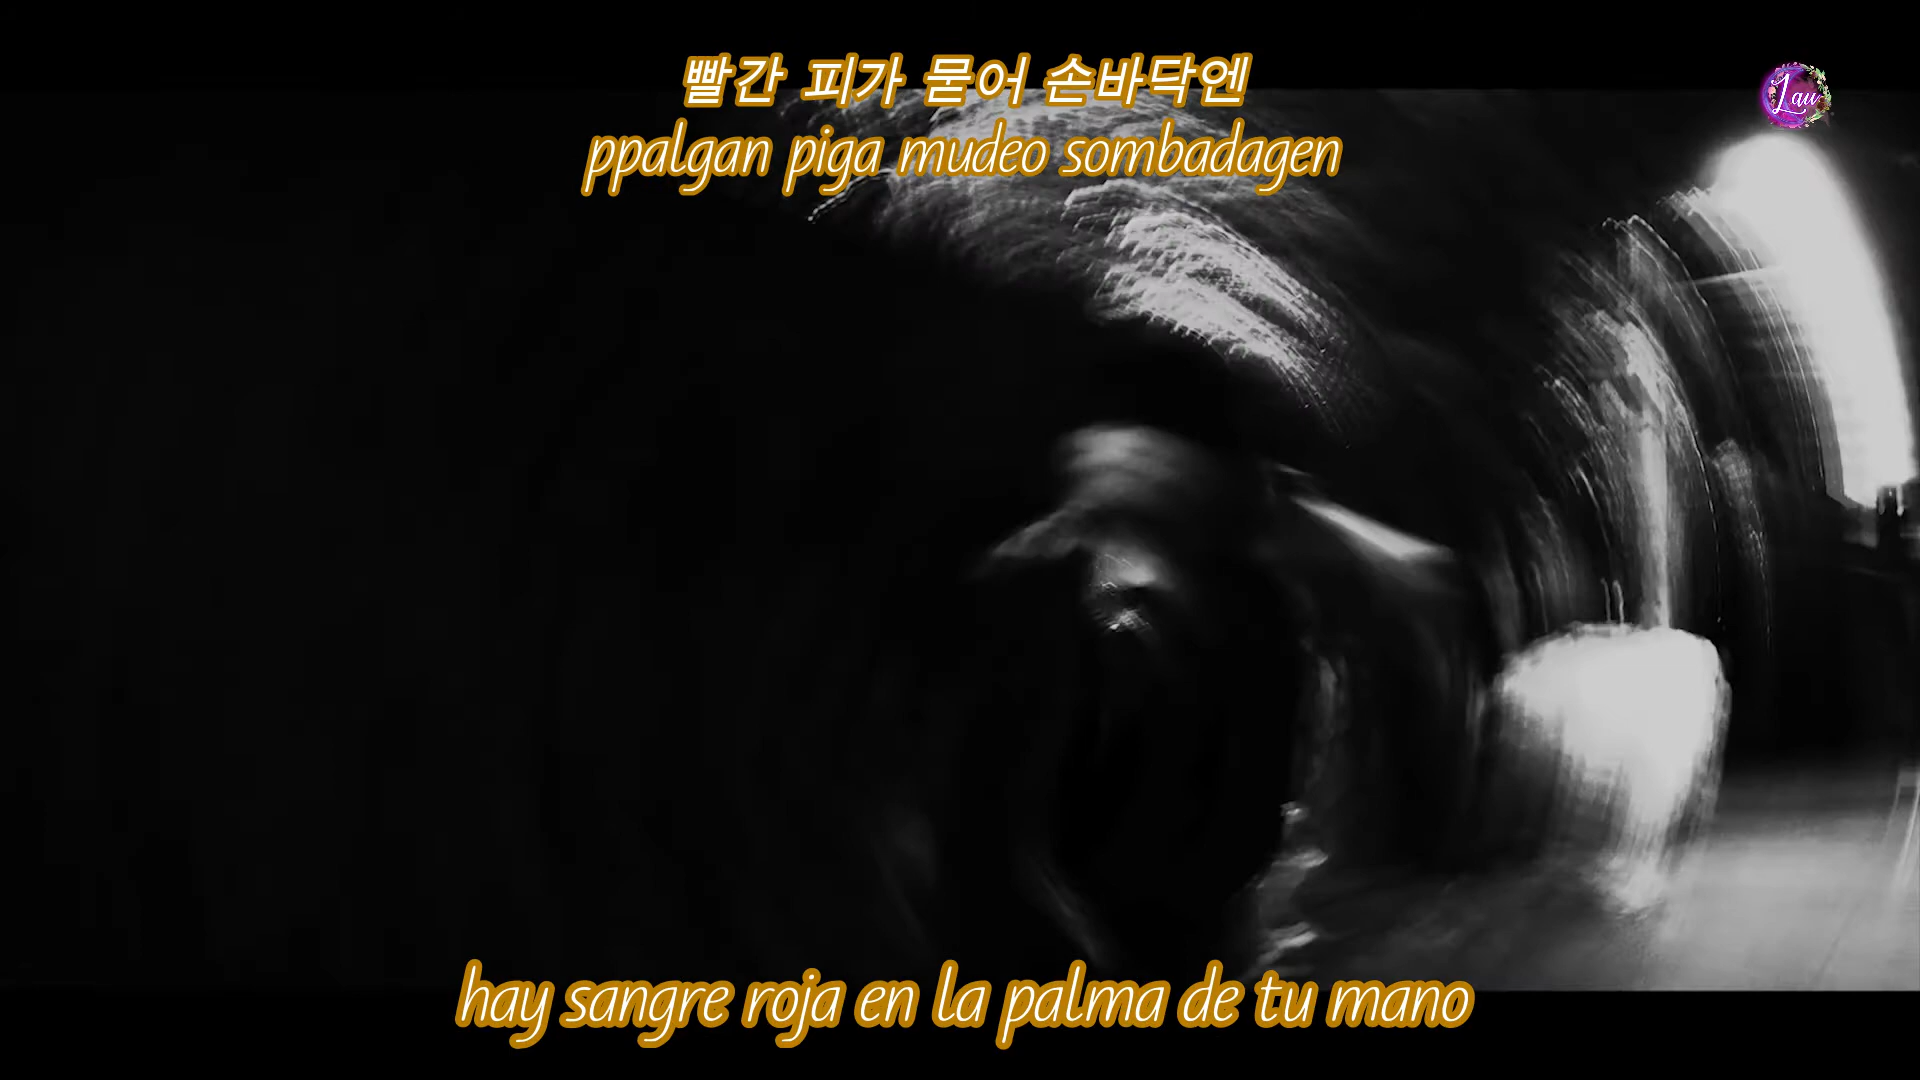 빨간 피가 묻어 손바닥엔
Lau
ppalgan piga mudeo sombadagen
hay sangre roja en la palma de tu mano